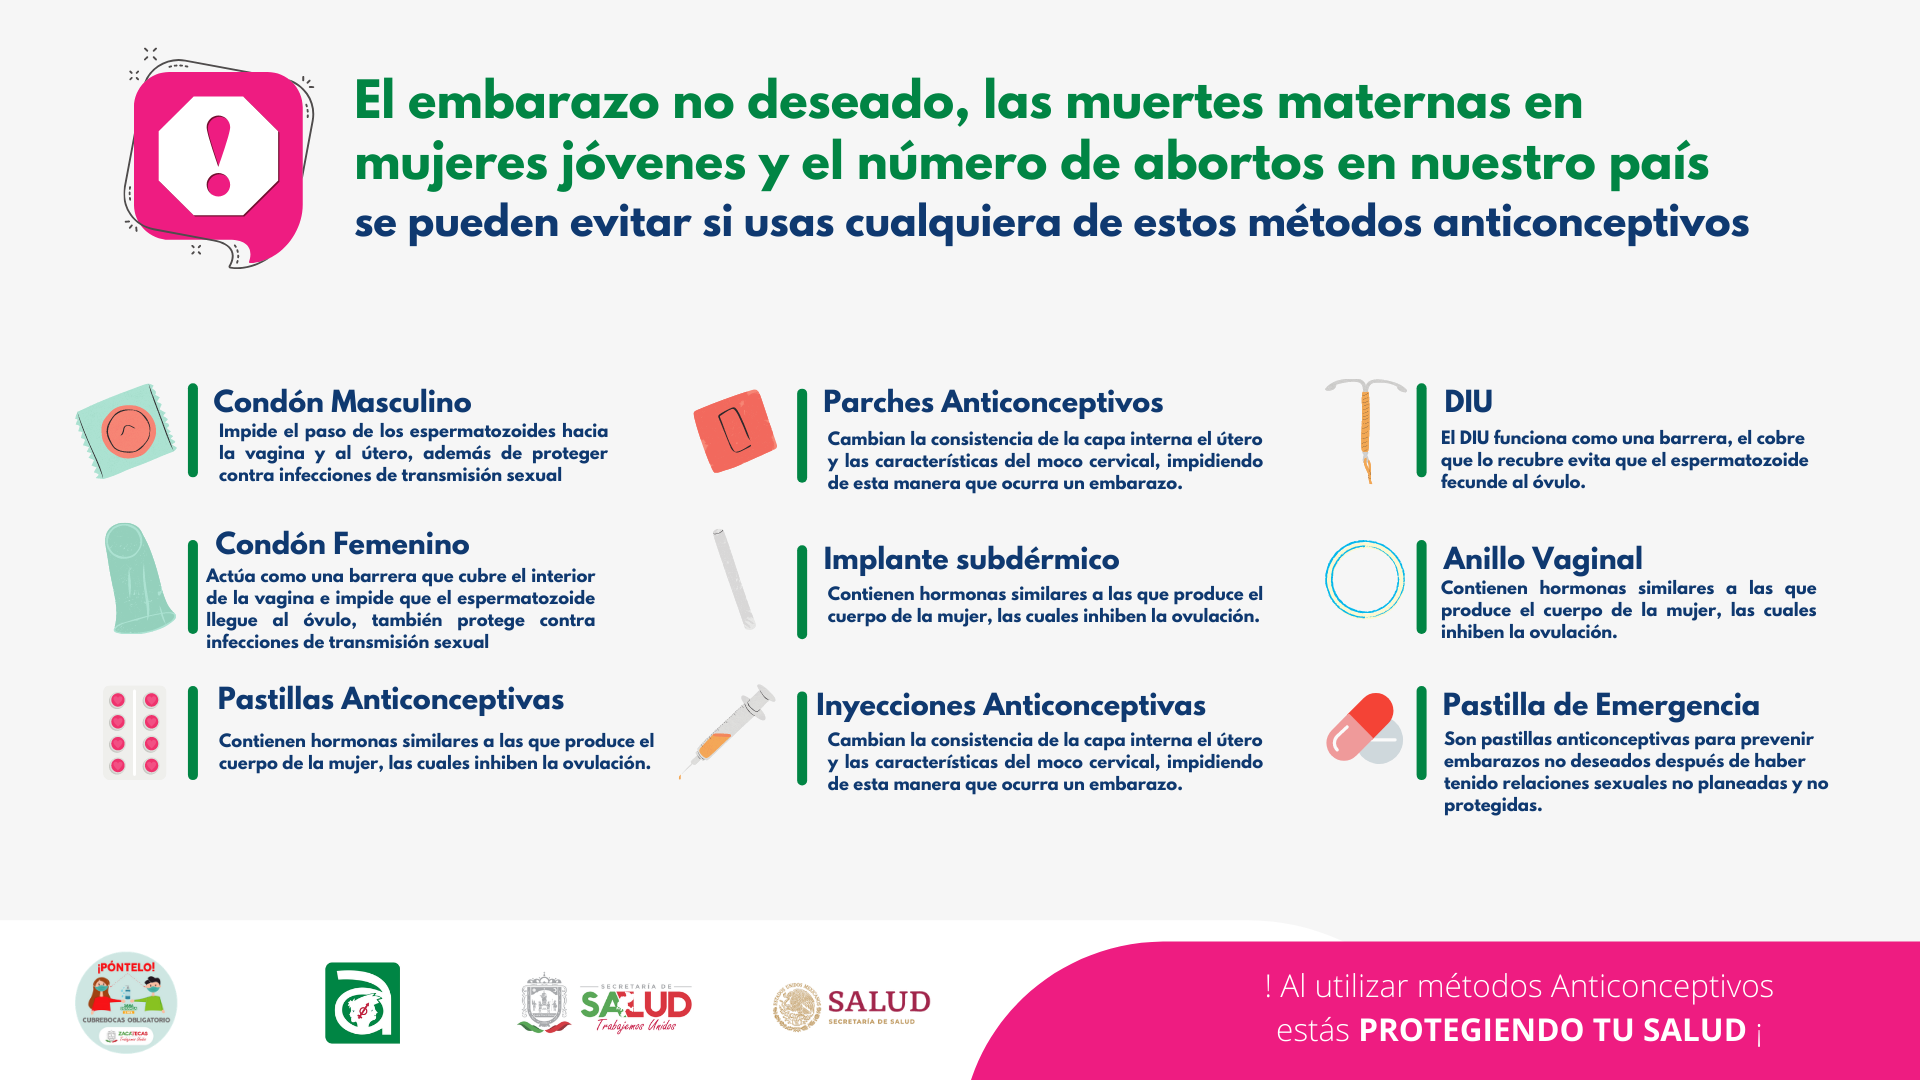 El embarazo no deseado, las muertes maternas en
mujeres jóvenes y el número de abortos en nuestro país
se pueden evitar si usas cualquiera de estos métodos anticonceptivos
Condón Masculino
Impide el paso de los espermatozoides hacia
la vagina y al útero, además de proteger
contra infecciones de transmisión sexual
Condón Femenino
Actúa como una barrera que cubre el interior
de la vagina e impide que el espermatozoide
llegue al óvulo, también protege contra
infecciones de transmisión sexual
Pastillas Anticonceptivas
Contienen hormonas similares a las que produce el
cuerpo de la mujer, las cuales inhiben la ovulación.
Parches Anticonceptivos
Cambian la consistencia de la capa interna el útero
y las características del moco cervical, impidiendo
de esta manera que ocurra un embarazo.
Implante subdérmico
Contienen hormonas similares a las que produce el
cuerpo de la mujer, las cuales inhiben la ovulación.
Inyecciones Anticonceptivas
Cambian la consistencia de la capa interna el útero
y las características del moco cervical, impidiendo
de esta manera que ocurra un embarazo.
DIU
El DIU funciona como una barrera, el cobre
que lo recubre evita que el espermatozoide
fecunde al óvulo.
Anillo Vaginal
Contienen hormonas similares a las que
produce el cuerpo de la mujer, las cuales
inhiben la ovulación.
Pastilla de Emergencia
Son pastillas anticonceptivas para prevenir
embarazos no deseados después de haber
tenido relaciones sexuales no planeadas y no
protegidas.
¡PÓNTELO!
CUBREBOCAS OBLIGATORIO
ZACATECAS
Trabajemos Unidos
SECRETARÍA DE
SALUD
Trabajemos Unidos
ESTADOS UNIDOS MEXICANOS
SALUD
SECRETARÍA DE SALUD
! Al utilizar métodos Anticonceptivos
estás PROTEGIENDO TU SALUD ¡